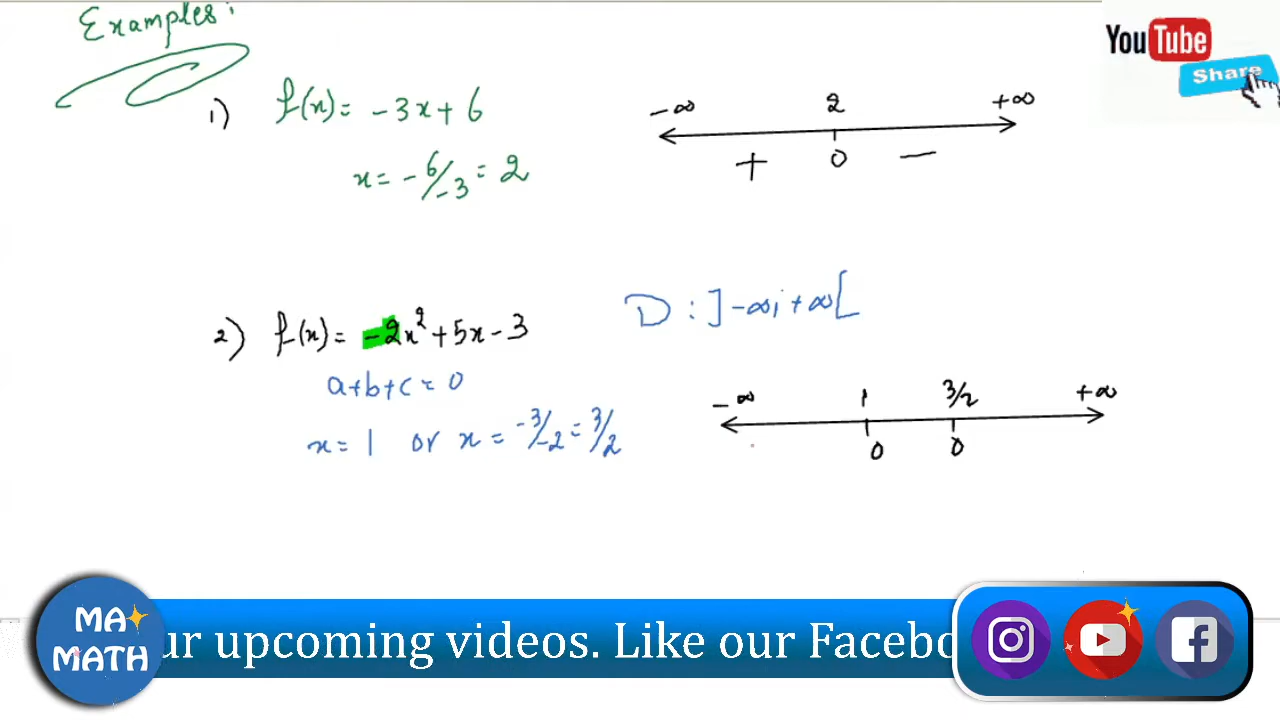 Examples:
YouTube
Share
1) f(x) = -3x + 6
-∞ 2 +∞
+ 0 -
x = -6/-3 = 2
D : ]-∞; +∞[
2) f(x) = -2x² + 5x - 3
a+b+c = 0
-∞ 1 3/2 +∞
x = 1 or x = -3/-2 = 3/2
0 0
MA
MATH
ur upcoming videos. Like our Facebo